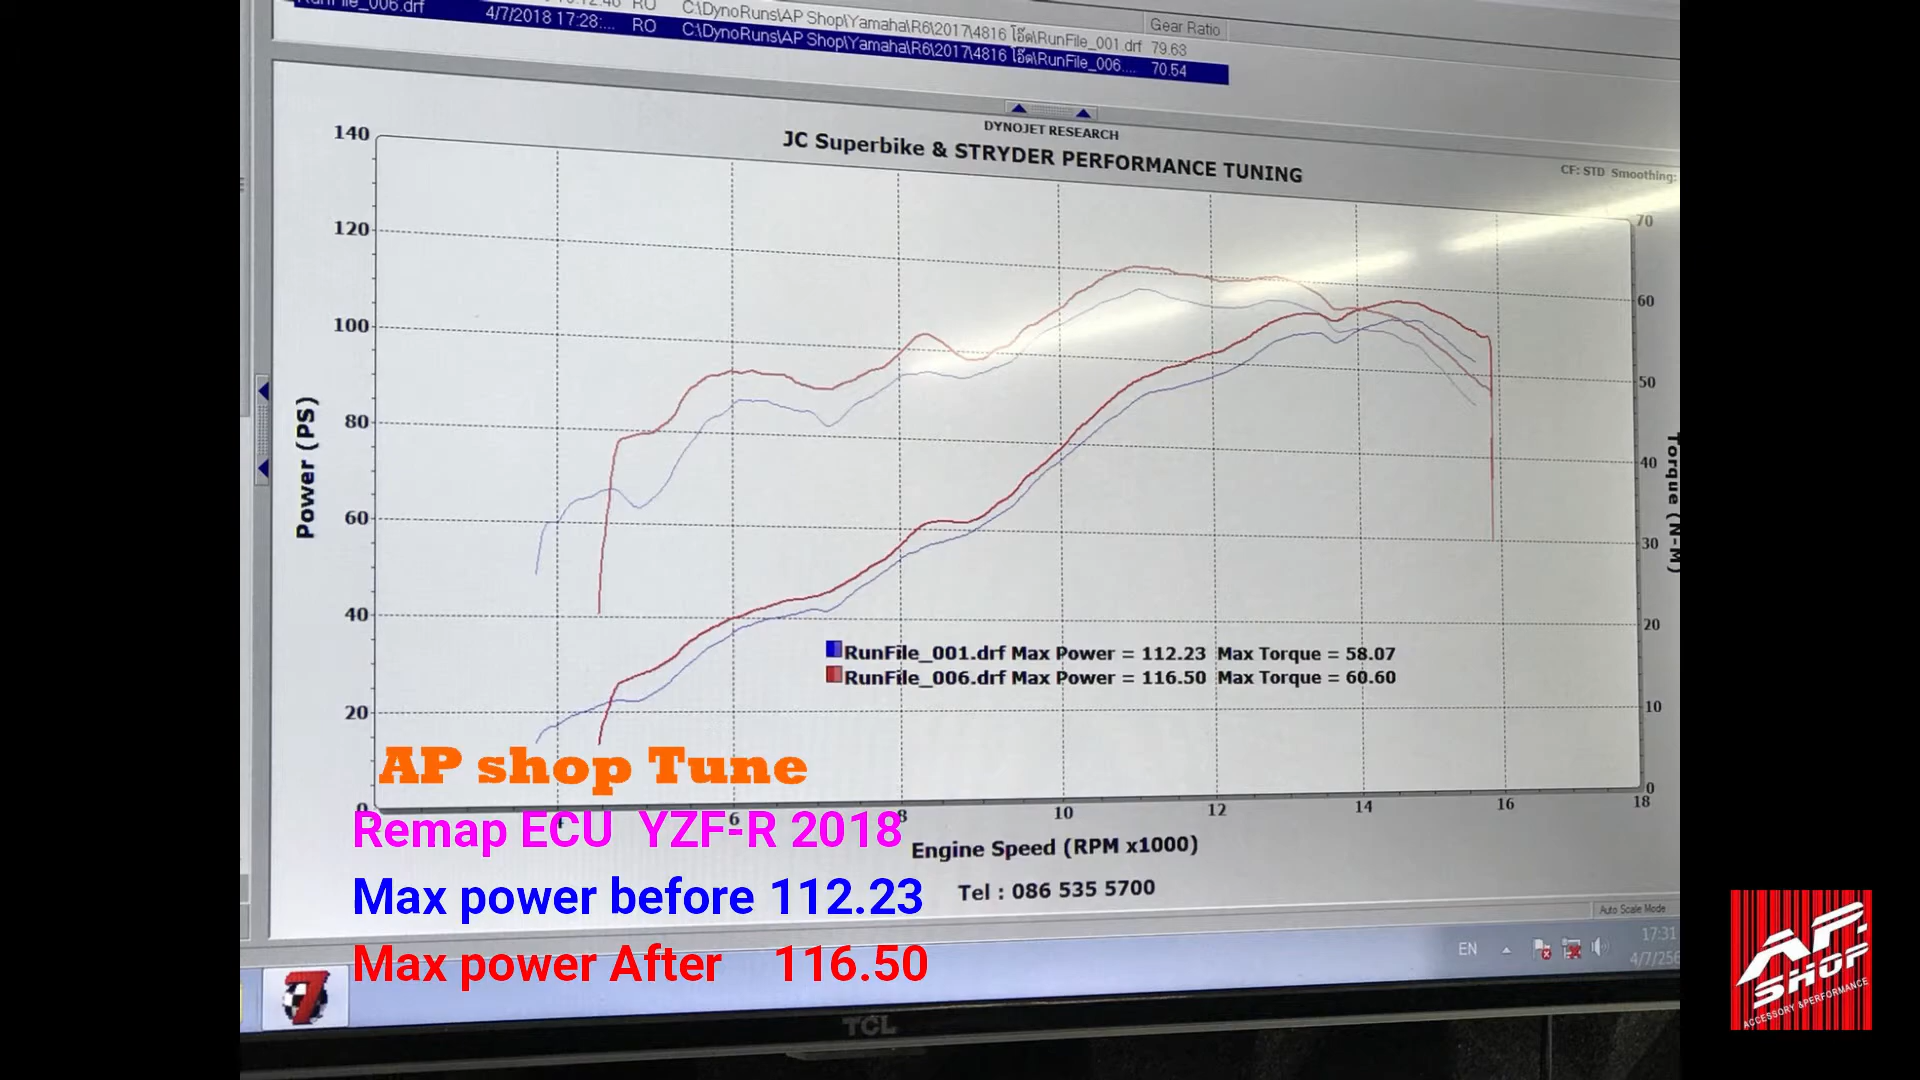 RunFile_006.drf 4/7/2018 17:28:... RO C:\DynoRuns\AP Shop\Yamaha\R6\2017\4816 โอ๊ต\RunFile_006.... 70.54
RO C:\DynoRuns\AP Shop\Yamaha\R6\2017\4816 โอ๊ต\RunFile_001.drf 79.63
Gear Ratio
DYNOJET RESEARCH
JC Superbike & STRYDER PERFORMANCE TUNING
CF: STD Smoothing:
140
120
100
80
60
40
20
0
Power (PS)
70
60
50
40
30
20
10
0
Torque (N-M)
RunFile_001.drf Max Power = 112.23 Max Torque = 58.07
RunFile_006.drf Max Power = 116.50 Max Torque = 60.60
4 6 8 10 12 14 16 18
Engine Speed (RPM x1000)
Tel : 086 535 5700
AP shop Tune
Remap ECU YZF-R 2018
Max power before 112.23
Max power After 116.50
Auto Scale Mode
EN
17:31
7
TCL
AP. SHOP
ACCESSORY & PERFORMANCE